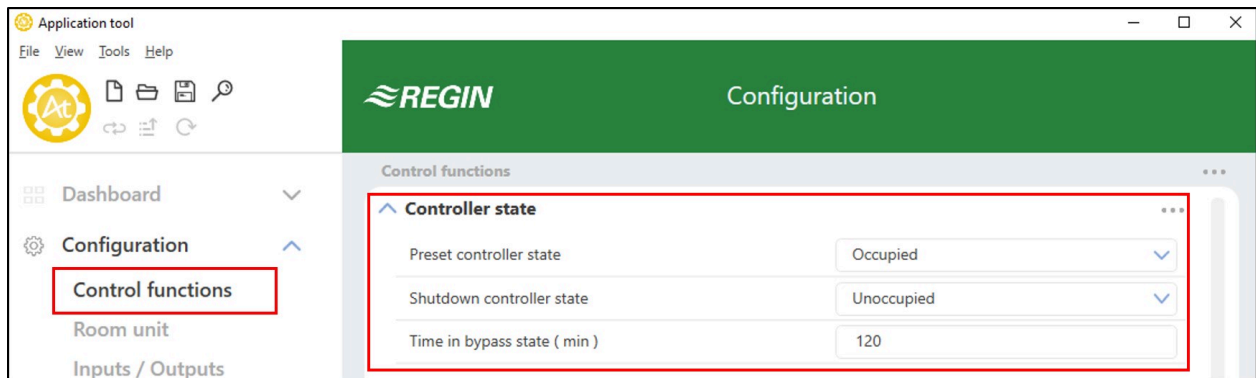 Application tool
File View Tools Help
At
REGIN
Configuration
Dashboard
Configuration
Control functions
Room unit
Inputs / Outputs
Control functions
Controller state
Preset controller state Occupied
Shutdown controller state Unoccupied
Time in bypass state ( min ) 120